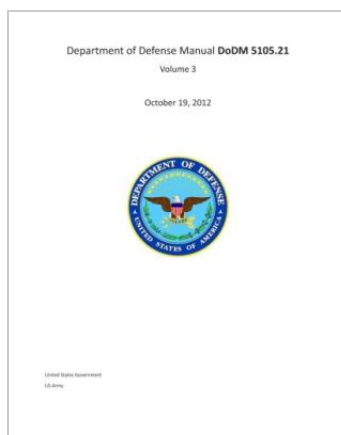 Department of Defense Manual DoDM 5105.21
Volume 3
October 19, 2012
DEPARTMENT OF DEFENSE
UNITED STATES OF AMERICA
United States Government
US Army